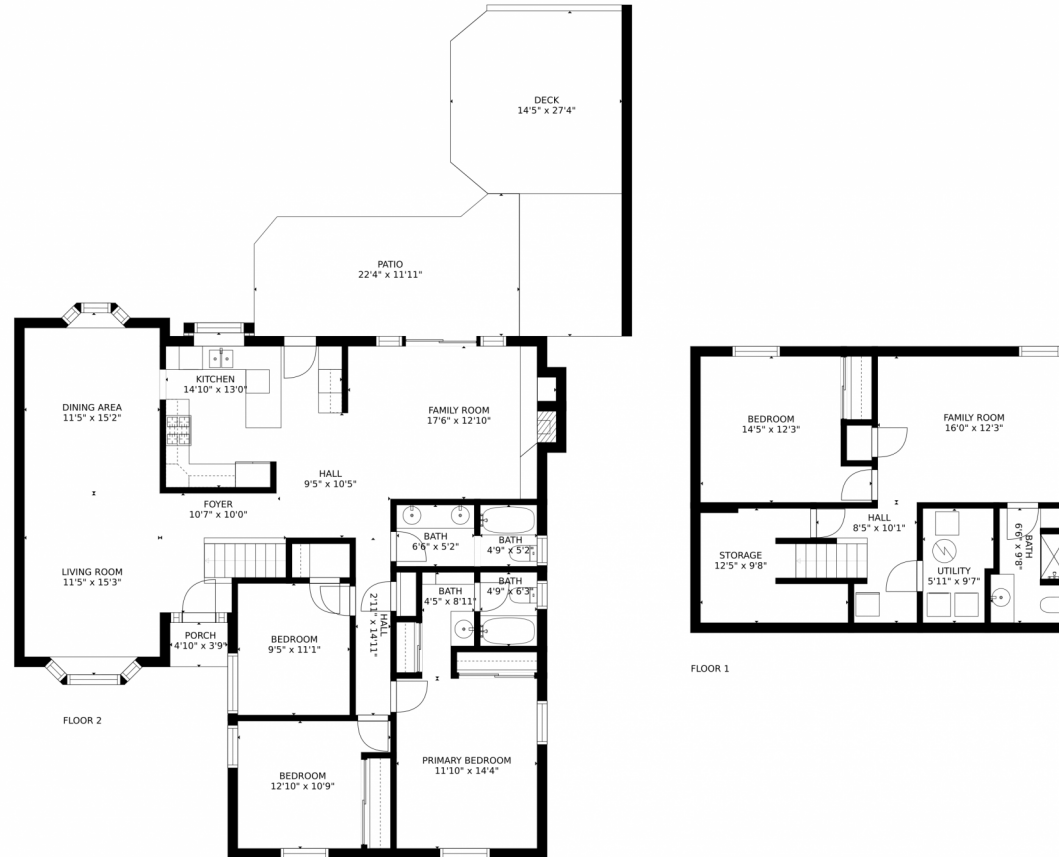 DECK
14'5" x 27'4"
PATIO
22'4" x 11'11"
KITCHEN
14'10" x 13'0"
DINING AREA
11'5" x 15'2"
FAMILY ROOM
17'6" x 12'10"
HALL
9'5" x 10'5"
FOYER
10'7" x 10'0"
BATH
6'6" x 5'2"
BATH
4'9" x 5'2"
LIVING ROOM
11'5" x 15'3"
BATH
4'5" x 8'11"
BATH
4'9" x 6'3"
HALL
2'11" x 14'11"
PORCH
4'10" x 3'9"
BEDROOM
9'5" x 11'1"
BEDROOM
12'10" x 10'9"
PRIMARY BEDROOM
11'10" x 14'4"
FLOOR 2
BEDROOM
14'5" x 12'3"
FAMILY ROOM
16'0" x 12'3"
HALL
8'5" x 10'1"
STORAGE
12'5" x 9'8"
UTILITY
5'11" x 9'7"
BATH
6'6" x 9'8"
FLOOR 1